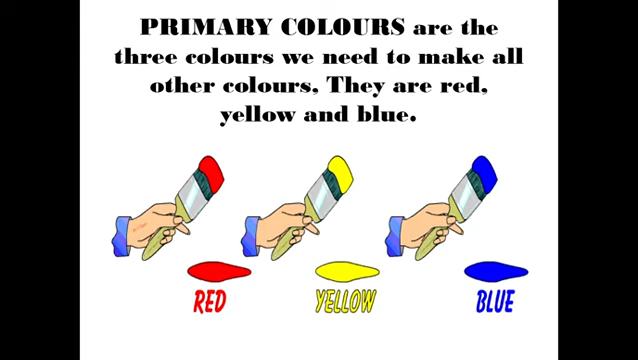 PRIMARY COLOURS are the
three colours we need to make all
other colours, They are red,
yellow and blue.
RED YELLOW BLUE